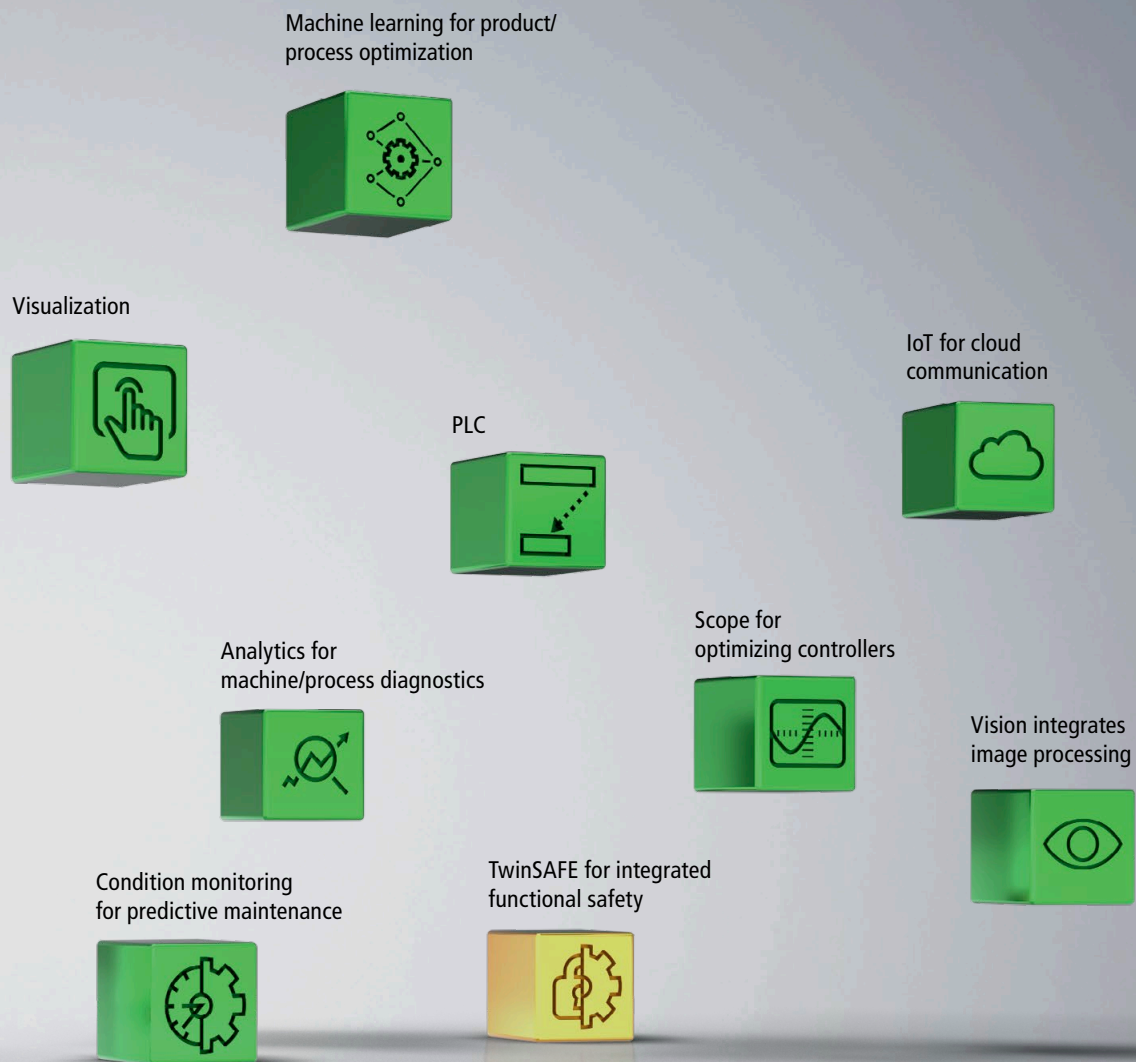 Machine learning for product/
process optimization
Visualization
IoT for cloud
communication
PLC
Scope for
optimizing controllers
Analytics for
machine/process diagnostics
Vision integrates
image processing
TwinSAFE for integrated
functional safety
Condition monitoring
for predictive maintenance